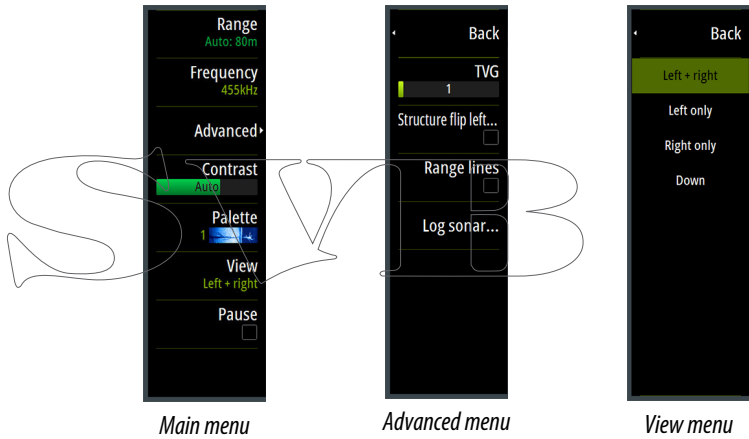 Range
Auto: 80m
Frequency
455kHz
Advanced
Contrast
Auto
Palette
1
View
Left + right
Pause
Main menu
Back
TVG
1
Structure flip left...
Range lines
Log sonar...
Advanced menu
Back
Left + right
Left only
Right only
Down
View menu